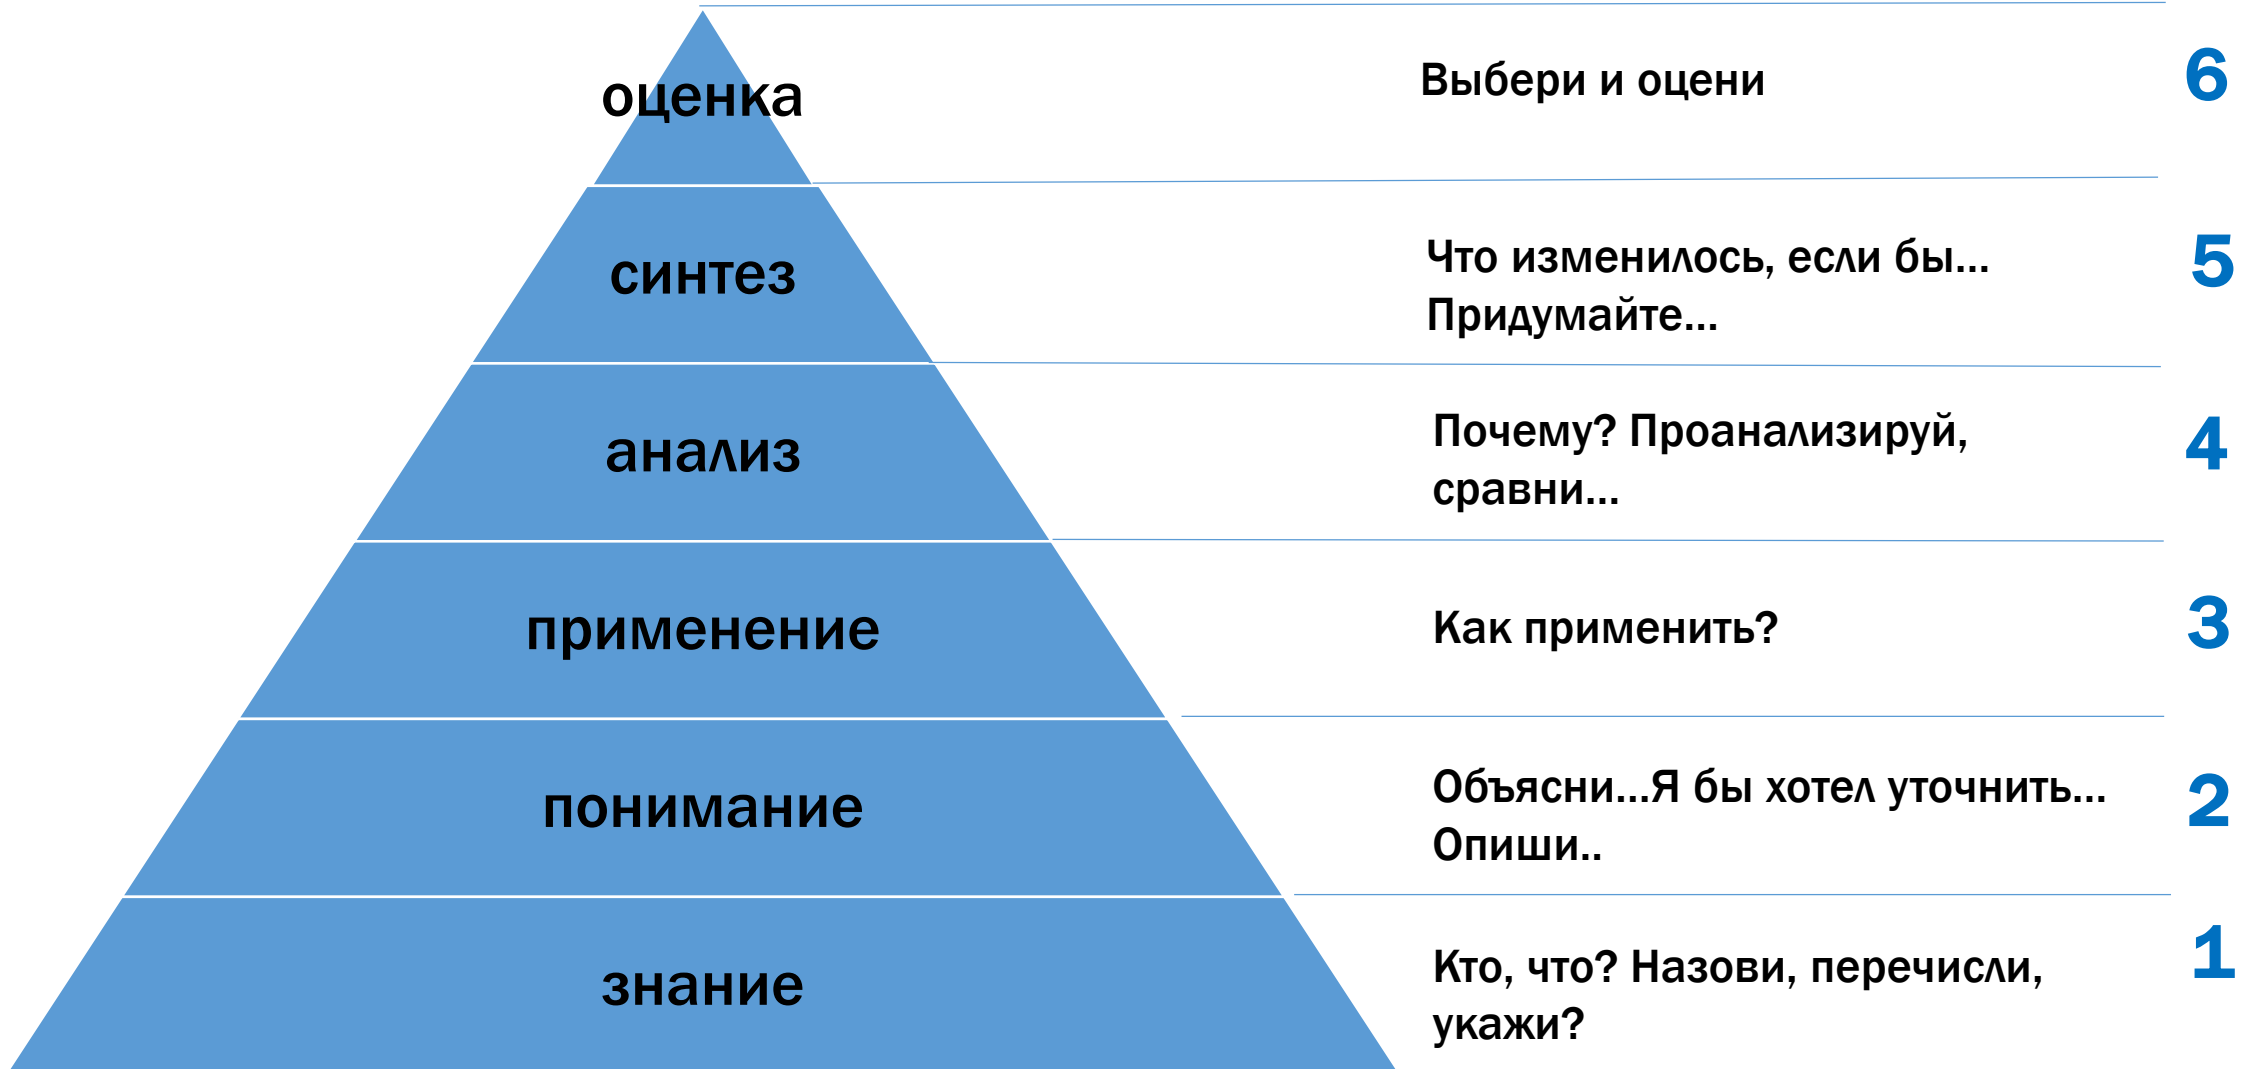 оценка
Выбери и оцени
6
синтез
Что изменилось, если бы...
Придумайте...
5
анализ
Почему? Проанализируй,
сравни...
4
применение
Как применить?
3
понимание
Объясни...Я бы хотел уточнить...
Опиши..
2
знание
Кто, что? Назови, перечисли,
укажи?
1